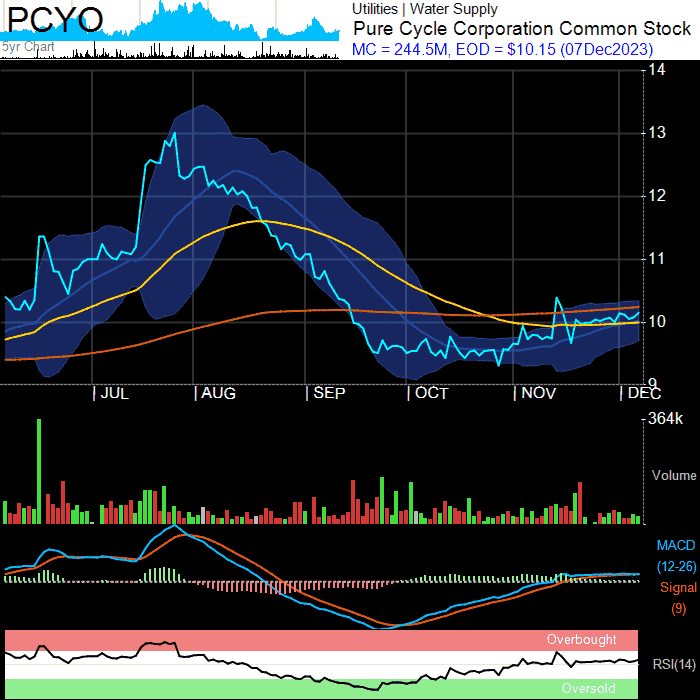 PCYO
5yr Chart
Utilities | Water Supply
Pure Cycle Corporation Common Stock
MC = 244.5M, EOD = $10.15 (07Dec2023)
14
13
12
11
10
9
| JUL | AUG | SEP | OCT | NOV | DEC
364k
Volume
MACD
(12-26)
Signal
(9)
Overbought
RSI(14)
Oversold